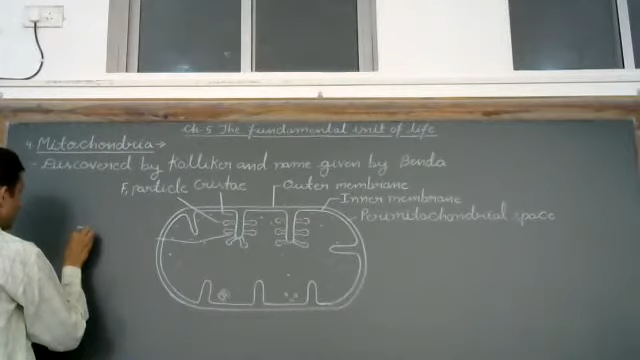 Ch-5 The fundamental unit of life
4. Mitochondria→
- Discovered by Kolliker and name given by Benda
F₁ particle Cristae Outer membrane
Inner membrane
Perimitochondrial space